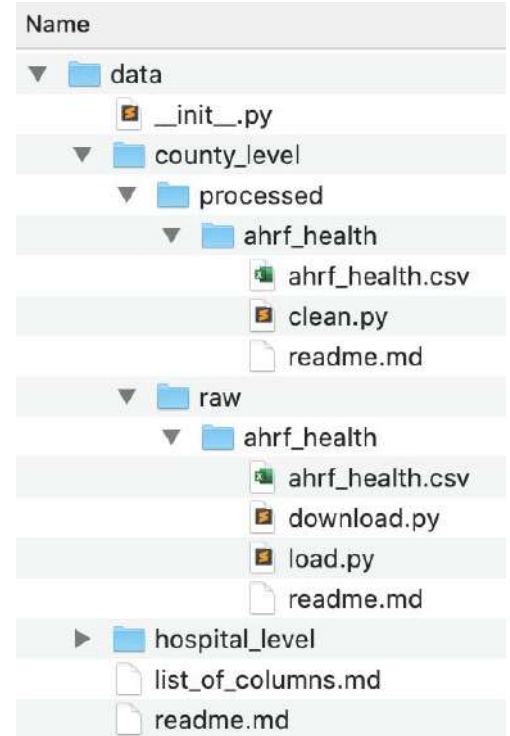 Name
data
__init__.py
county_level
processed
ahrf_health
ahrf_health.csv
clean.py
readme.md
raw
ahrf_health
ahrf_health.csv
download.py
load.py
readme.md
hospital_level
list_of_columns.md
readme.md